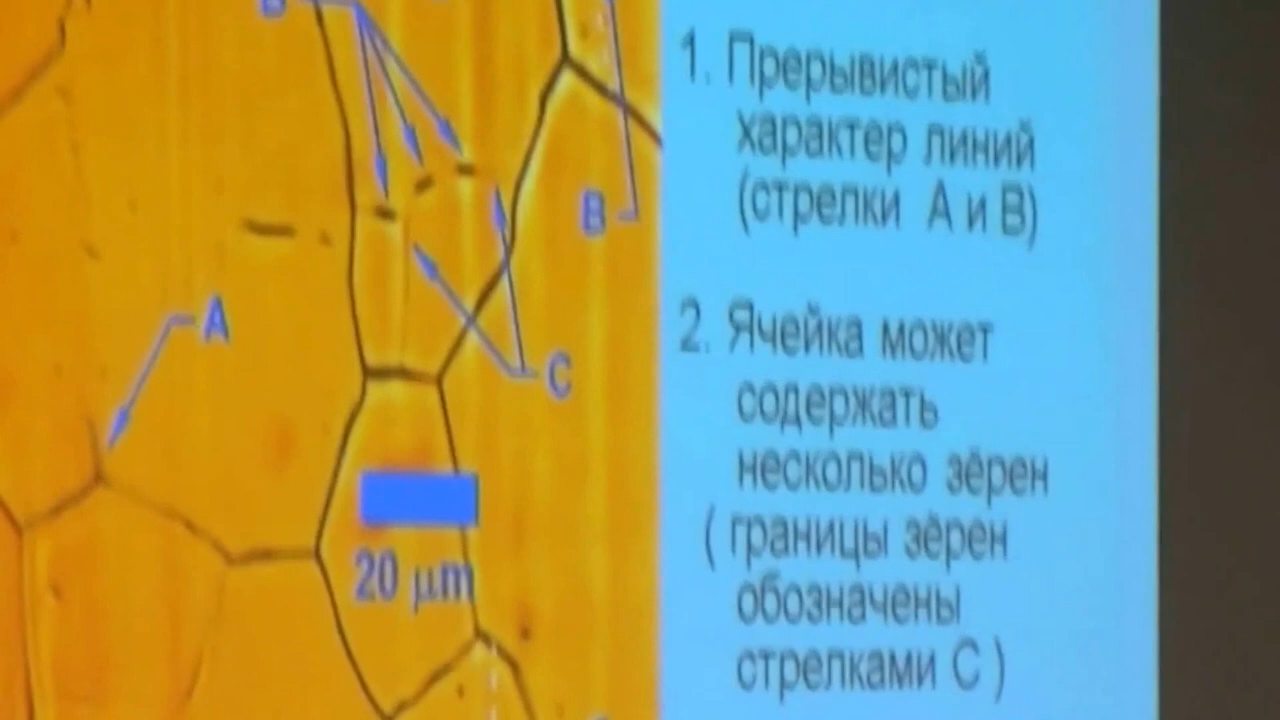 B
1. Прерывистый
характер линий
(стрелки А и В)
B
A
2. Ячейка может
C
содержать
несколько зёрен
( границы зёрен
20 μm
обозначены
стрелками С )